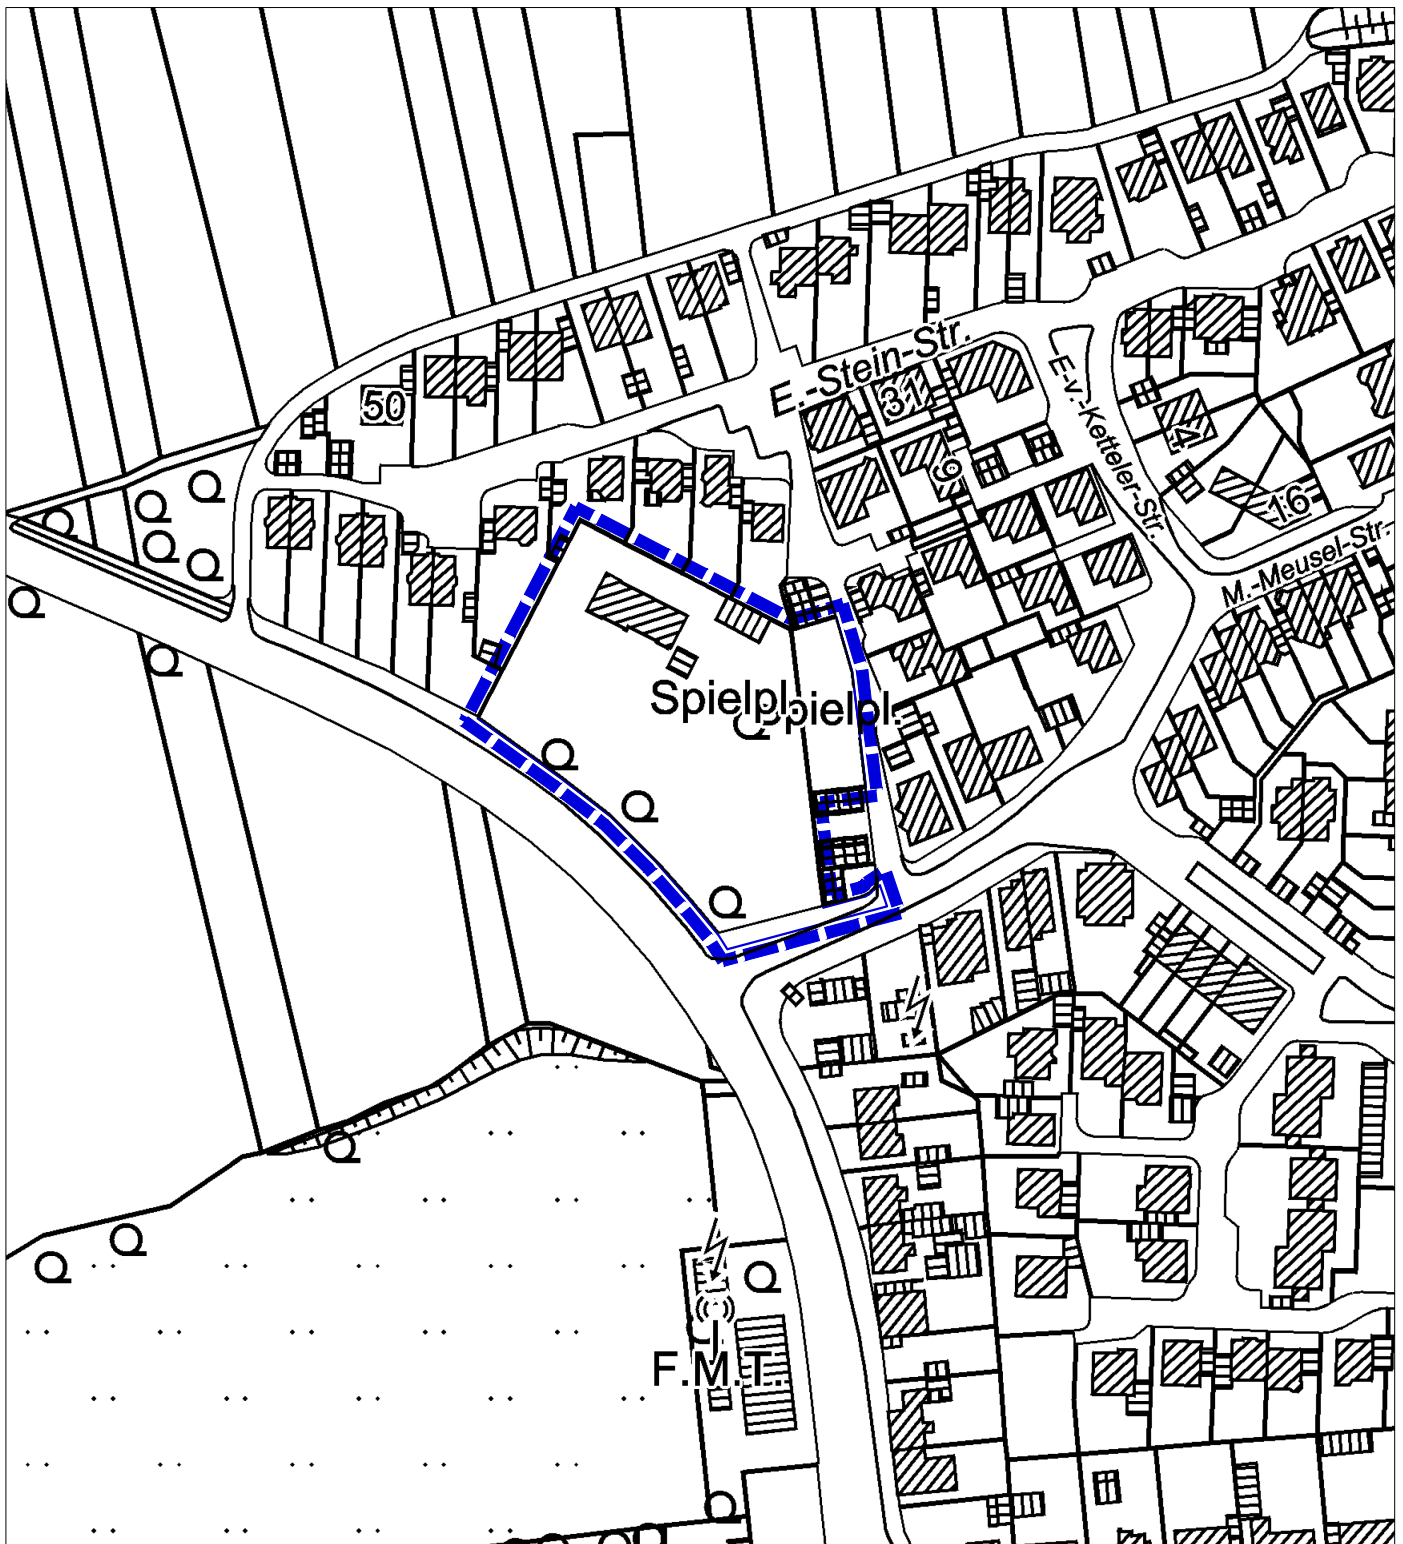 E.-Stein-Str.
E-v.-Ketteler-Str.
50
31
9
4
16
M.-Meusel-Str.
Spielpl.
Spielpl.
F.M.T.